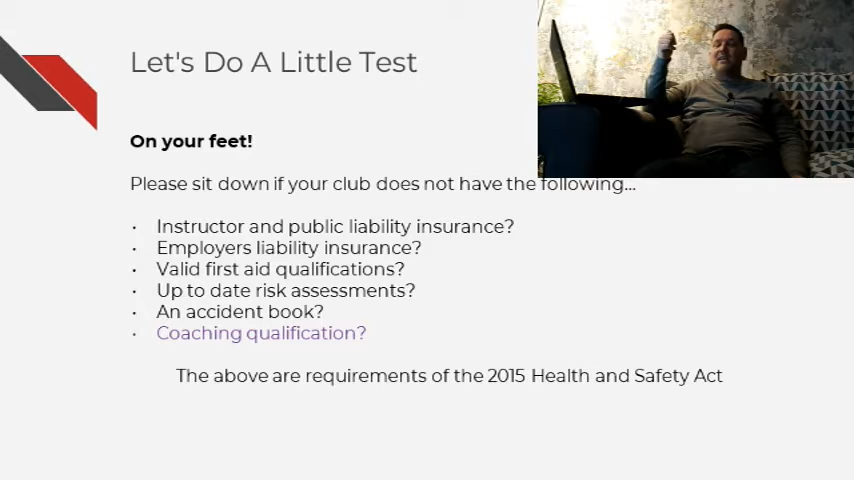 Let's Do A Little Test
On your feet!
Please sit down if your club does not have the following...
• Instructor and public liability insurance?
• Employers liability insurance?
• Valid first aid qualifications?
• Up to date risk assessments?
• An accident book?
• Coaching qualification?
The above are requirements of the 2015 Health and Safety Act